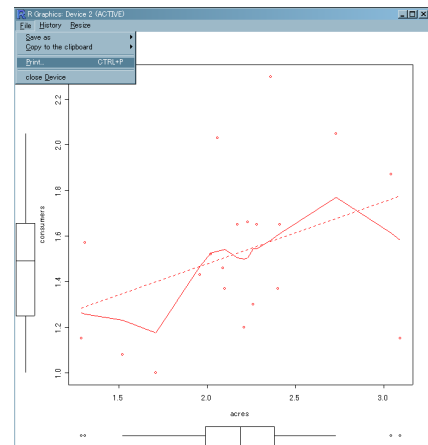 R Graphics: Device 2 (ACTIVE)
File History Resize
Save as
Copy to the clipboard
Print.. CTRL+P
close Device
2.2
2.0
1.8
1.6
1.4
1.2
1.0
consumers
1.5 2.0 2.5 3.0
acres